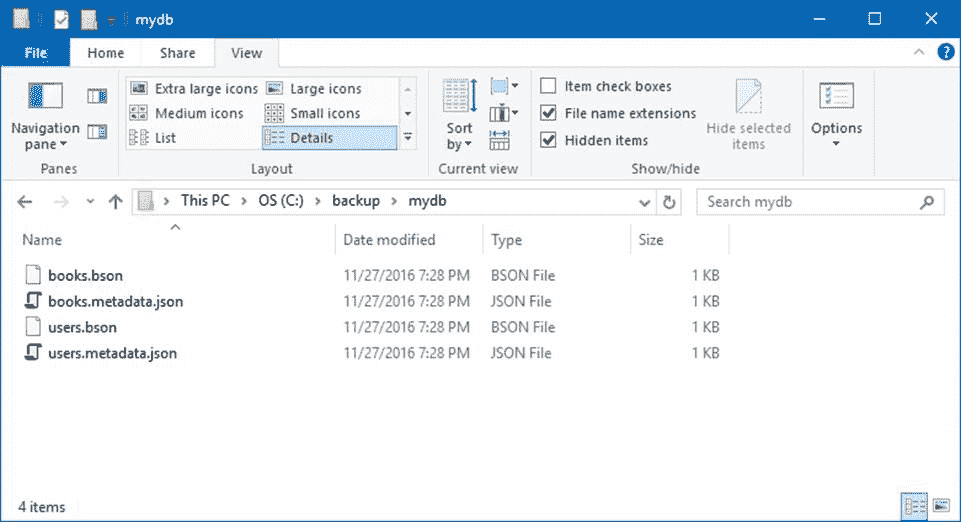 mydb
File Home Share View
Extra large icons Large icons
Medium icons Small icons
List Details
Navigation pane
Sort by
Item check boxes
File name extensions
Hidden items
Hide selected items
Options
Panes Layout Current view Show/hide
This PC > OS (C:) > backup > mydb
Search mydb
Name Date modified Type Size
books.bson 11/27/2016 7:28 PM BSON File 1 KB
books.metadata.json 11/27/2016 7:28 PM JSON File 1 KB
users.bson 11/27/2016 7:28 PM BSON File 1 KB
users.metadata.json 11/27/2016 7:28 PM JSON File 1 KB
4 items